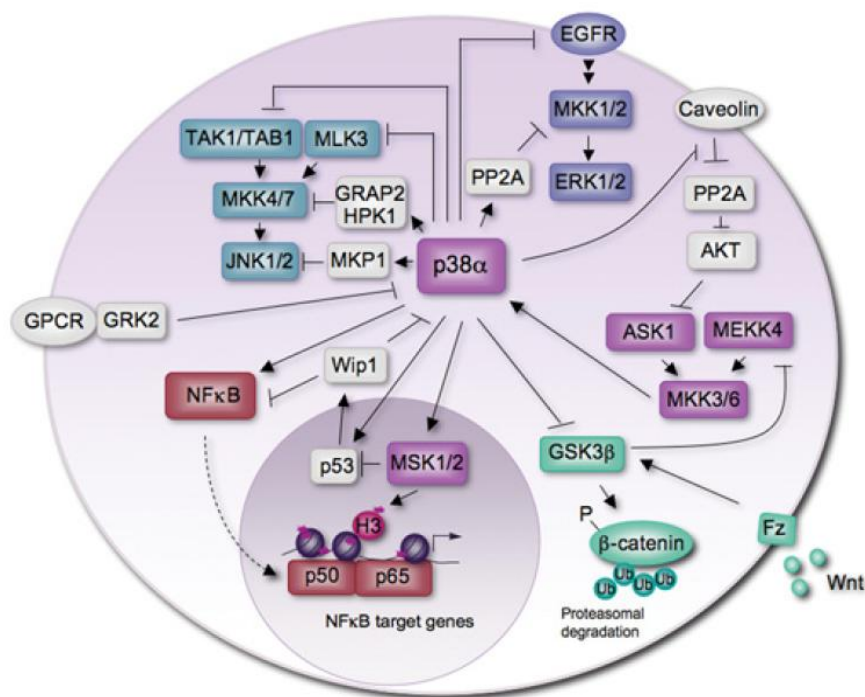 EGFR
MKK1/2
Caveolin
TAK1/TAB1
MLK3
PP2A
ERK1/2
MKK4/7
GRAP2
HPK1
PP2A
JNK1/2
MKP1
p38α
AKT
GPCR
GRK2
ASK1
MEKK4
Wip1
NFκB
MKK3/6
p53
MSK1/2
GSK3β
H3
P
β-catenin
Fz
Wnt
p50
p65
Ub
Ub
Ub
Ub
Ub
NFκB target genes
Proteasomal
degradation